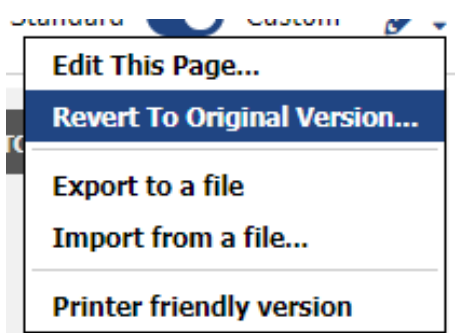 Standard Custom
Edit This Page...
Revert To Original Version...
Export to a file
Import from a file...
Printer friendly version